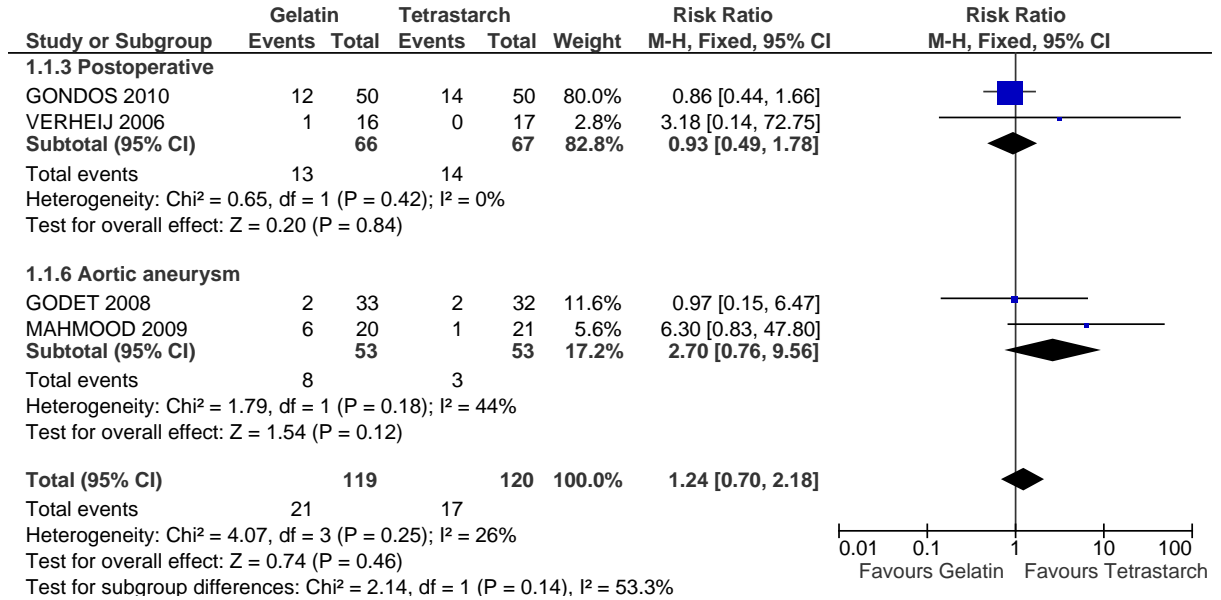 Gelatin Tetrastarch Risk Ratio Risk Ratio
Study or Subgroup Events Total Events Total Weight M-H, Fixed, 95% CI M-H, Fixed, 95% CI
1.1.3 Postoperative
GONDOS 2010 12 50 14 50 80.0% 0.86 [0.44, 1.66]
VERHEIJ 2006 1 16 0 17 2.8% 3.18 [0.14, 72.75]
Subtotal (95% CI) 66 67 82.8% 0.93 [0.49, 1.78]
Total events 13 14
Heterogeneity: Chi² = 0.65, df = 1 (P = 0.42); I² = 0%
Test for overall effect: Z = 0.20 (P = 0.84)
1.1.6 Aortic aneurysm
GODET 2008 2 33 2 32 11.6% 0.97 [0.15, 6.47]
MAHMOOD 2009 6 20 1 21 5.6% 6.30 [0.83, 47.80]
Subtotal (95% CI) 53 53 17.2% 2.70 [0.76, 9.56]
Total events 8 3
Heterogeneity: Chi² = 1.79, df = 1 (P = 0.18); I² = 44%
Test for overall effect: Z = 1.54 (P = 0.12)
Total (95% CI) 119 120 100.0% 1.24 [0.70, 2.18]
Total events 21 17
Heterogeneity: Chi² = 4.07, df = 3 (P = 0.25); I² = 26%
Test for overall effect: Z = 0.74 (P = 0.46)
Test for subgroup differences: Chi² = 2.14, df = 1 (P = 0.14), I² = 53.3%
0.01 0.1 1 10 100
Favours Gelatin Favours Tetrastarch